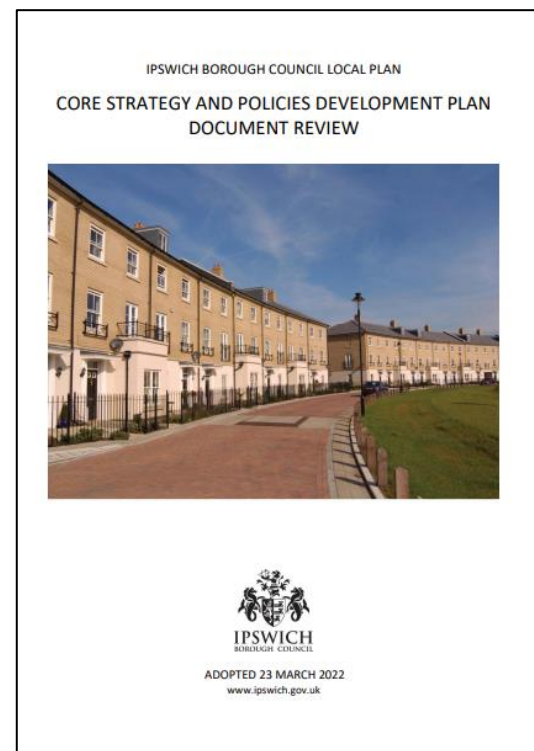 IPSWICH BOROUGH COUNCIL LOCAL PLAN
CORE STRATEGY AND POLICIES DEVELOPMENT PLAN
DOCUMENT REVIEW
IPSWICH
BOROUGH COUNCIL
ADOPTED 23 MARCH 2022
www.ipswich.gov.uk